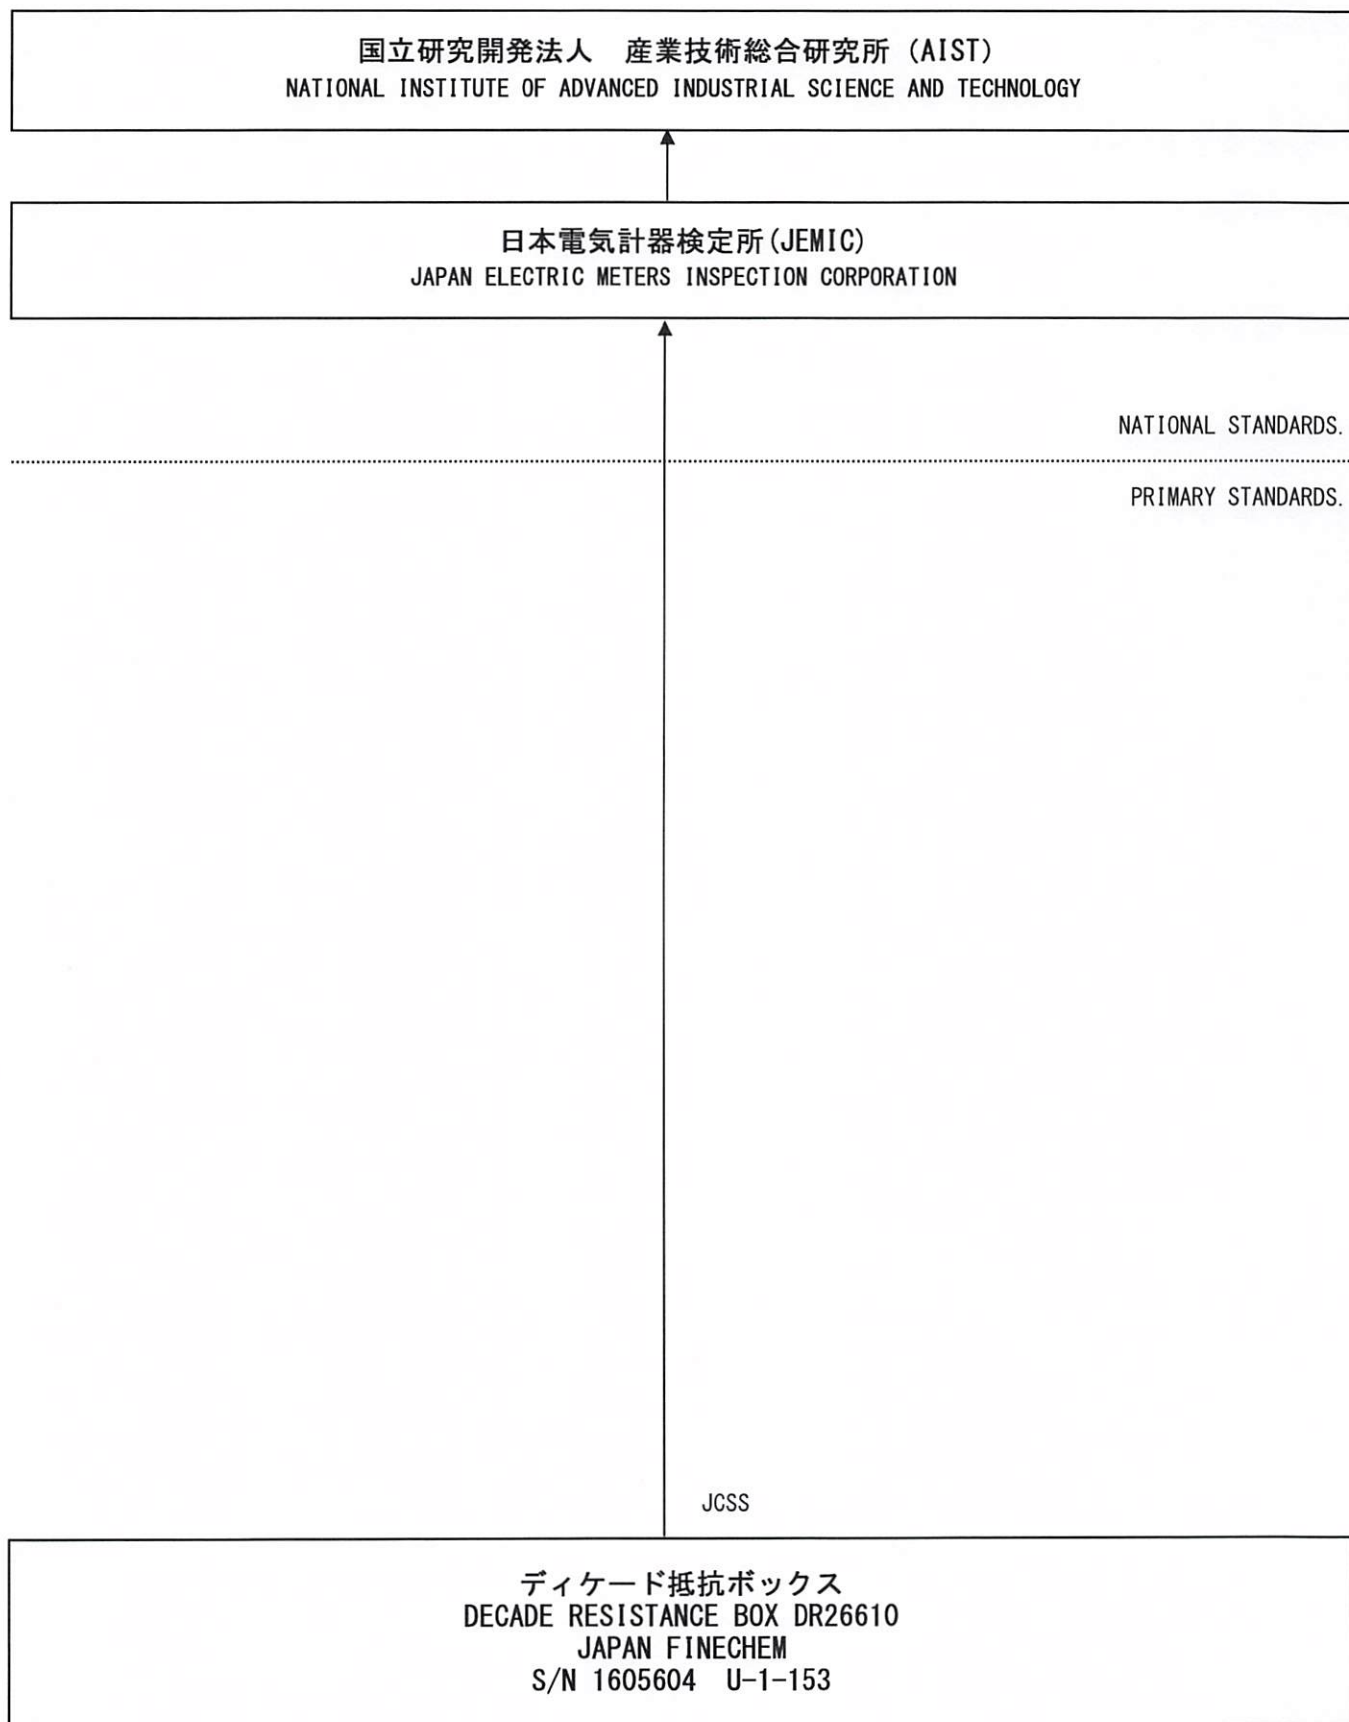 国立研究開発法人　産業技術総合研究所 (AIST)
NATIONAL INSTITUTE OF ADVANCED INDUSTRIAL SCIENCE AND TECHNOLOGY
日本電気計器検定所(JEMIC)
JAPAN ELECTRIC METERS INSPECTION CORPORATION
NATIONAL STANDARDS.
PRIMARY STANDARDS.
JCSS
ディケード抵抗ボックス
DECADE RESISTANCE BOX DR26610
JAPAN FINECHEM
S/N 1605604  U-1-153